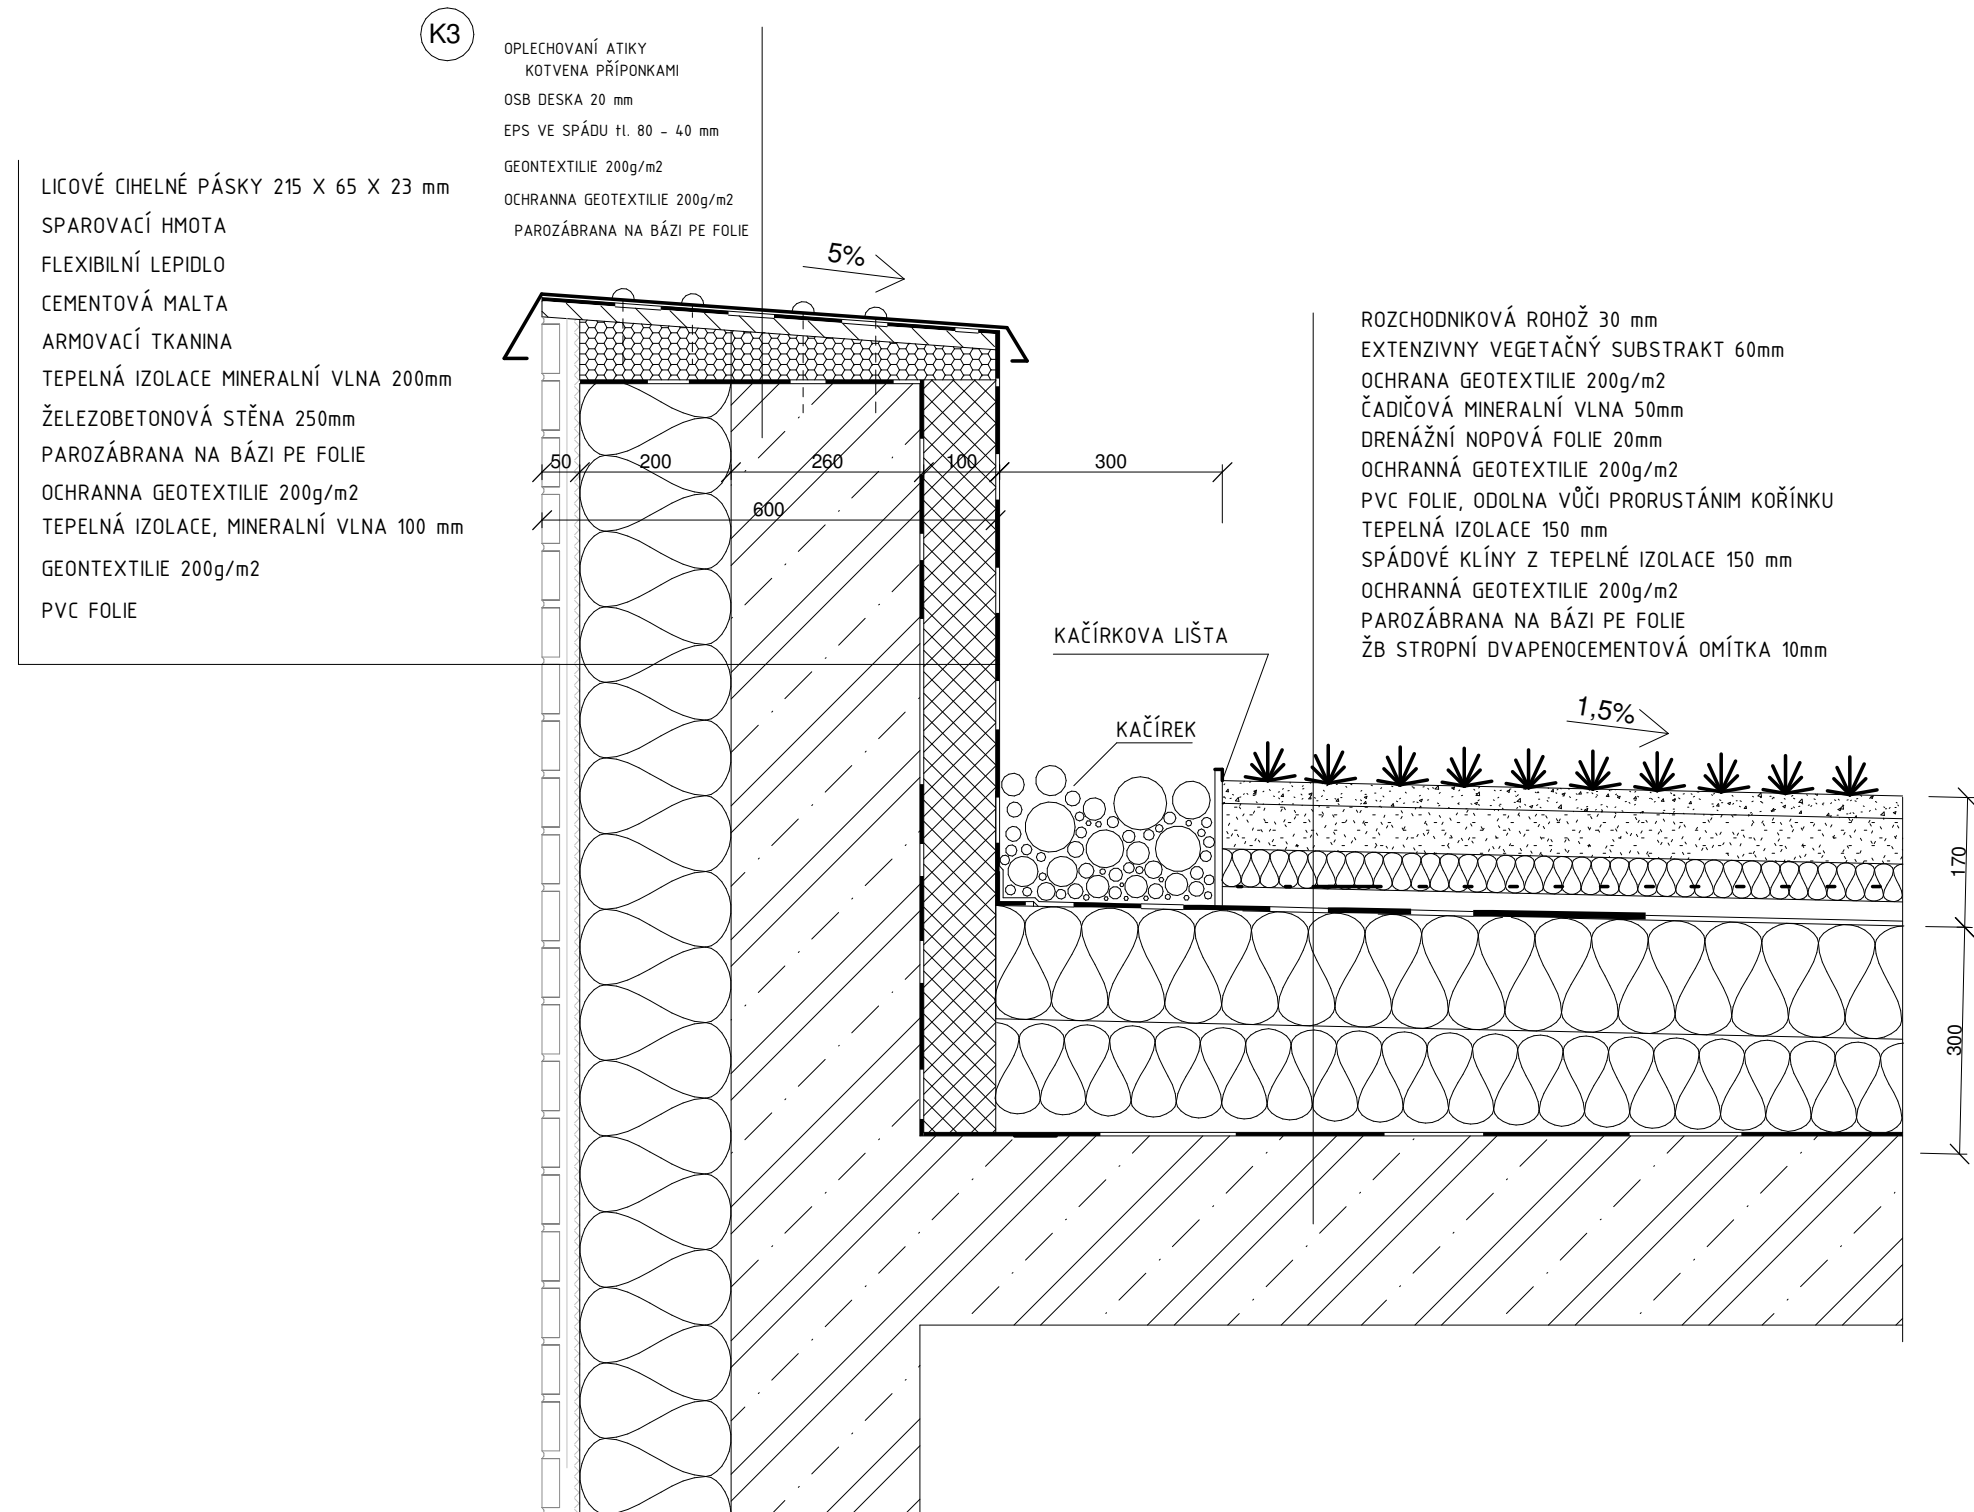 K3
OPLECHOVANÍ ATIKY
KOTVENA PŘÍPONKAMI
OSB DESKA 20 mm
EPS VE SPÁDU tl. 80 - 40 mm
GEONTEXTILIE 200g/m2
OCHRANNA GEOTEXTILIE 200g/m2
PAROZÁBRANA NA BÁZI PE FOLIE
LICOVÉ CIHELNÉ PÁSKY 215 X 65 X 23 mm
SPAROVACÍ HMOTA
FLEXIBILNÍ LEPIDLO
CEMENTOVÁ MALTA
ARMOVACÍ TKANINA
TEPELNÁ IZOLACE MINERALNÍ VLNA 200mm
ŽELEZOBETONOVÁ STĚNA 250mm
PAROZÁBRANA NA BÁZI PE FOLIE
OCHRANNA GEOTEXTILIE 200g/m2
TEPELNÁ IZOLACE, MINERALNÍ VLNA 100 mm
GEONTEXTILIE 200g/m2
PVC FOLIE
5%
ROZCHODNIKOVÁ ROHOŽ 30 mm
EXTENZIVNY VEGETAČNÝ SUBSTRAKT 60mm
OCHRANA GEOTEXTILIE 200g/m2
ČADIČOVÁ MINERALNÍ VLNA 50mm
DRENÁŽNÍ NOPOVÁ FOLIE 20mm
OCHRANNÁ GEOTEXTILIE 200g/m2
PVC FOLIE, ODOLNA VŮČI PRORUSTÁNIM KOŘÍNKU
TEPELNÁ IZOLACE 150 mm
SPÁDOVÉ KLÍNY Z TEPELNÉ IZOLACE 150 mm
OCHRANNÁ GEOTEXTILIE 200g/m2
PAROZÁBRANA NA BÁZI PE FOLIE
ŽB STROPNÍ DVAPENOCEMENTOVÁ OMÍTKA 10mm
50 200 260 100 300
600
KAČÍRKOVA LIŠTA
KAČÍREK
1,5%
170
300